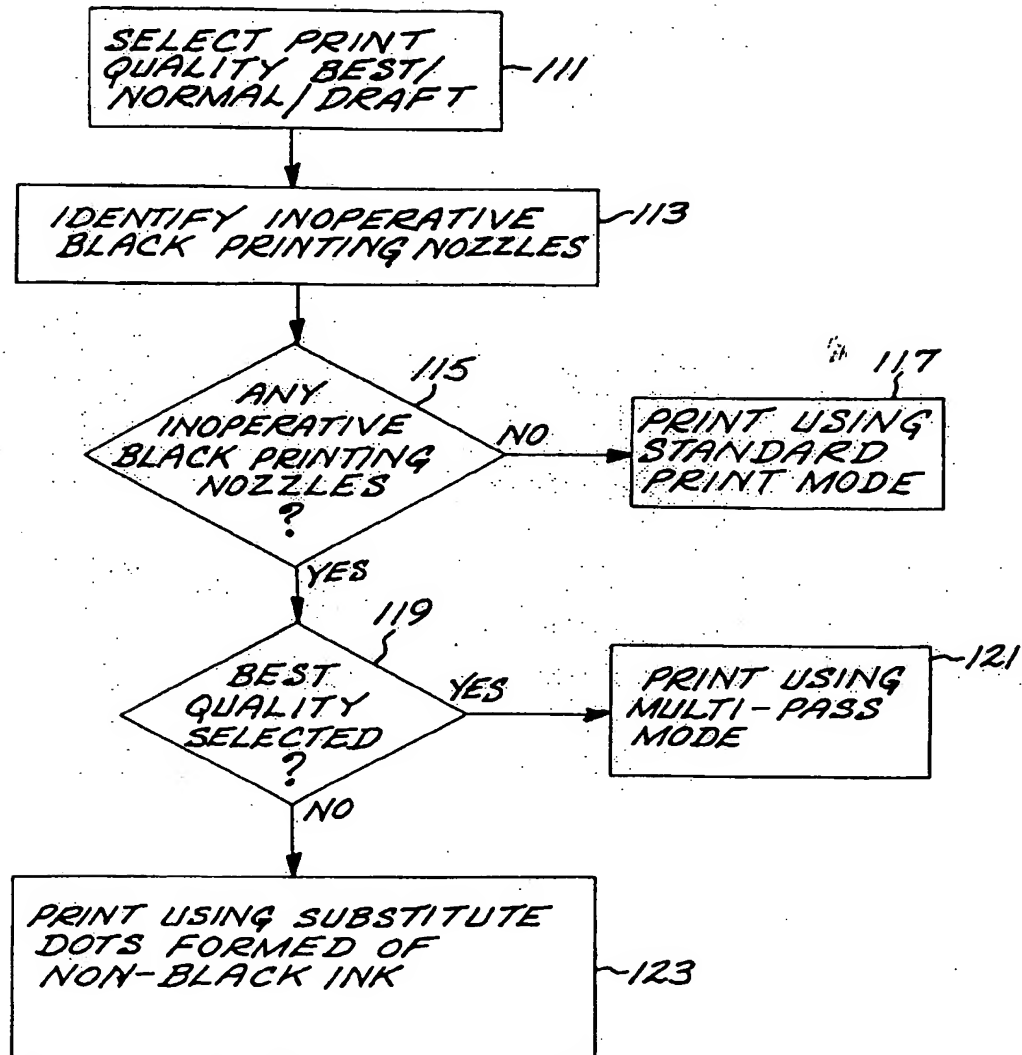 SELECT PRINT
QUALITY BEST/
NORMAL/DRAFT
111
IDENTIFY INOPERATIVE
BLACK PRINTING NOZZLES
113
115
ANY
INOPERATIVE
BLACK PRINTING
NOZZLES
?
NO
117
PRINT USING
STANDARD
PRINT MODE
YES
119
BEST
QUALITY
SELECTED
?
YES
121
PRINT USING
MULTI-PASS
MODE
NO
PRINT USING SUBSTITUTE
DOTS FORMED OF
NON-BLACK INK
123